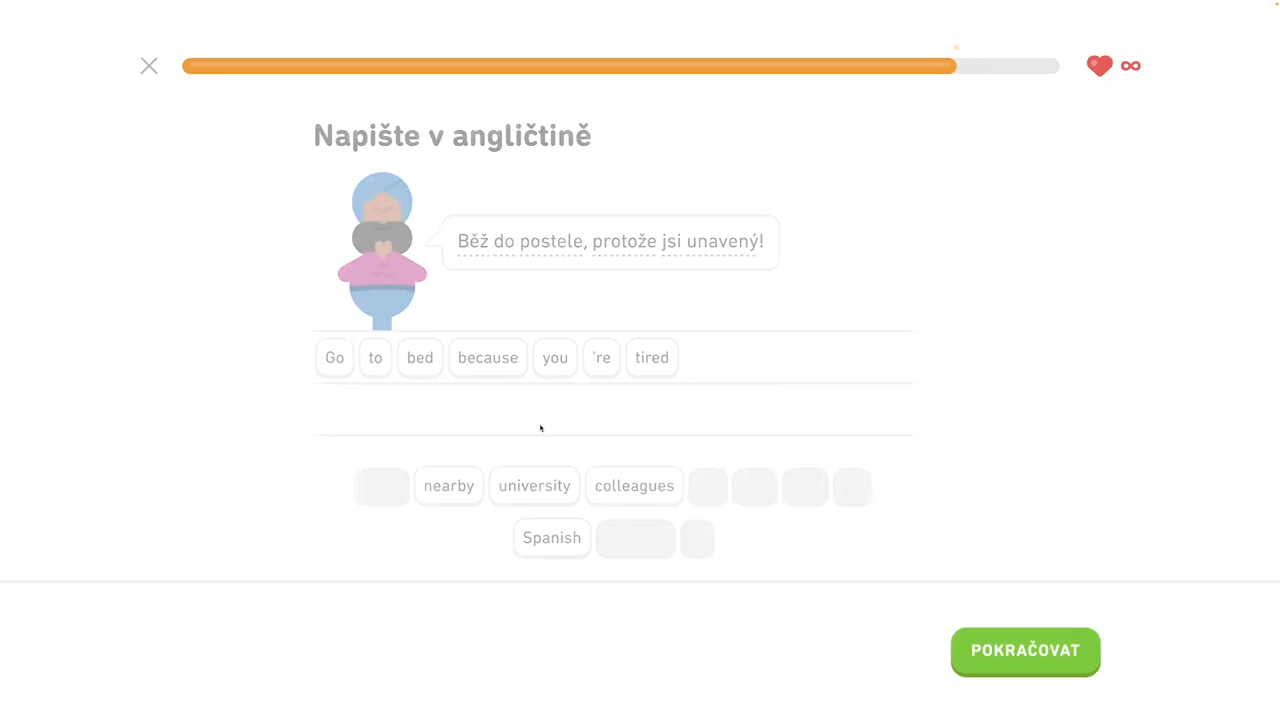 ∞
Napište v angličtině
Běž do postele, protože jsi unavený!
Go to bed because you 're tired
nearby university colleagues
Spanish
POKRAČOVAT